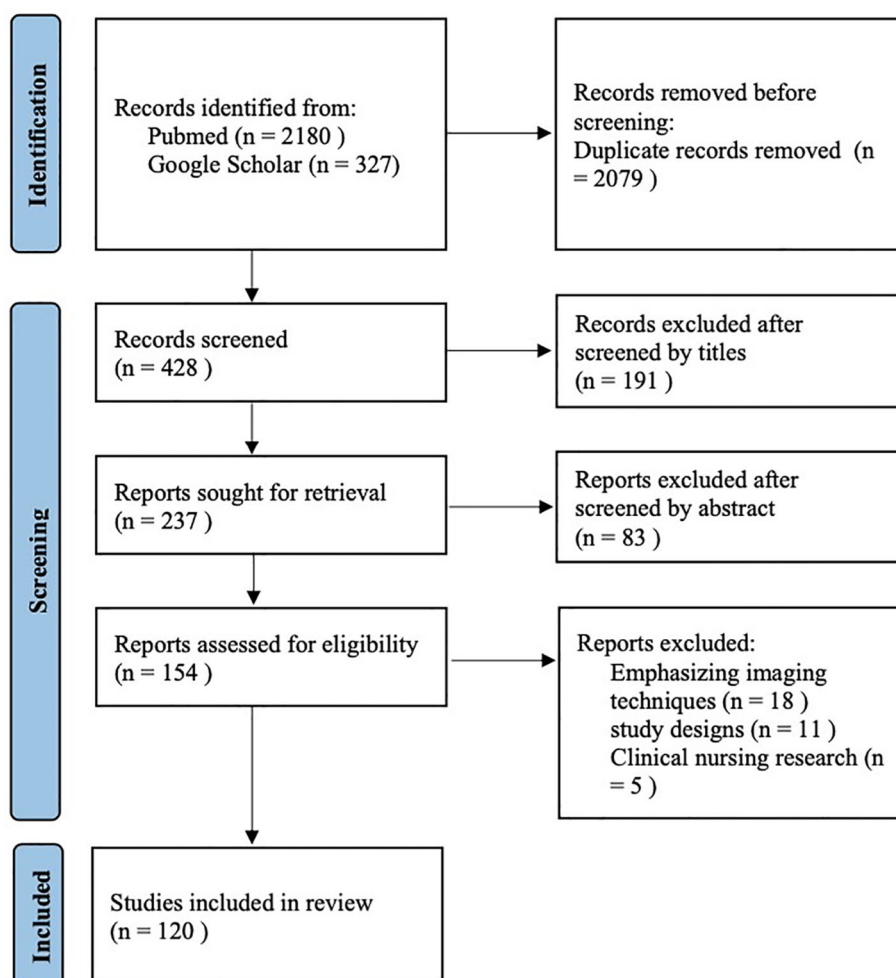 Identification
Records identified from:
Pubmed (n = 2180 )
Google Scholar (n = 327)
Records removed before
screening:
Duplicate records removed  (n
= 2079 )
Screening
Records screened
(n = 428 )
Records excluded after
screened by titles
(n = 191 )
Reports sought for retrieval
(n = 237 )
Reports excluded after
screened by abstract
(n = 83 )
Reports assessed for eligibility
(n = 154 )
Reports excluded:
Emphasizing imaging
techniques (n = 18 )
study designs (n = 11 )
Clinical nursing research (n
= 5 )
Included
Studies included in review
(n = 120 )